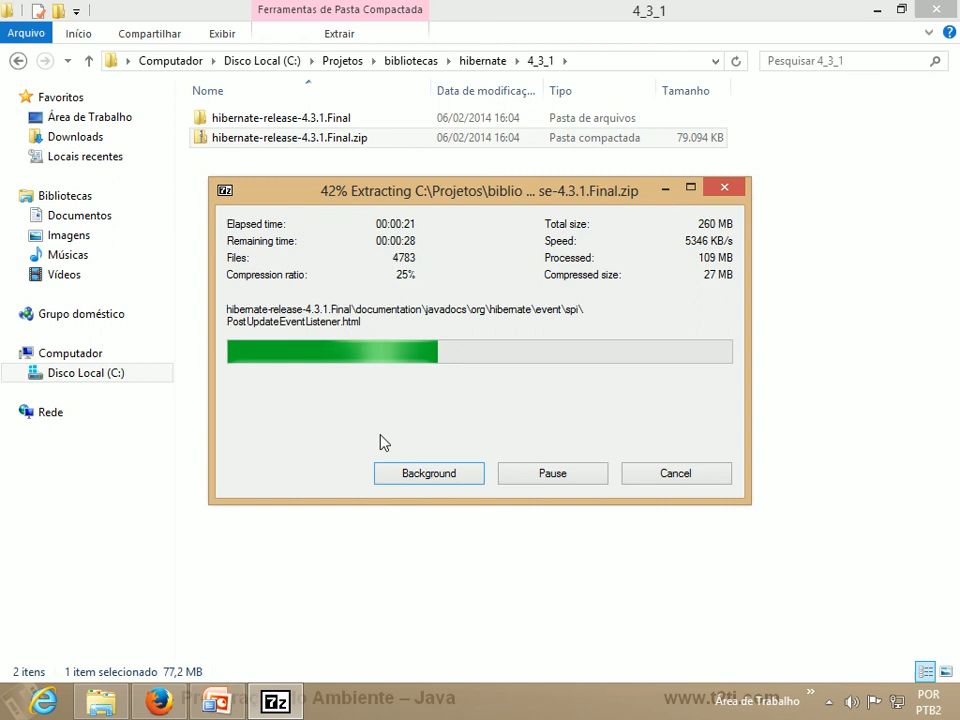 Ferramentas de Pasta Compactada
4_3_1
Arquivo
Início
Compartilhar
Exibir
Extrair
Computador
Disco Local (C:)
Projetos
bibliotecas
hibernate
4_3_1
Pesquisar 4_3_1
Nome
Data de modificaç...
Tipo
Tamanho
hibernate-release-4.3.1.Final
06/02/2014 16:04
Pasta de arquivos
hibernate-release-4.3.1.Final.zip
06/02/2014 16:04
Pasta compactada
79.094 KB
Favoritos
Área de Trabalho
Downloads
Locais recentes
Bibliotecas
Documentos
Imagens
Músicas
Vídeos
Grupo doméstico
Computador
Disco Local (C:)
Rede
7z
42% Extracting C:\Projetos\biblio ... se-4.3.1.Final.zip
Elapsed time:
00:00:21
Total size:
260 MB
Remaining time:
00:00:28
Speed:
5346 KB/s
Files:
4783
Processed:
109 MB
Compression ratio:
25%
Compressed size:
27 MB
hibernate-release-4.3.1.Final\documentation\javadocs\org\hibernate\event\spi\
PostUpdateEventListener.html
Background
Pause
Cancel
2 itens
1 item selecionado 77,2 MB
7z
do Ambiente – Java
Área de Trabalho
POR
PTB2